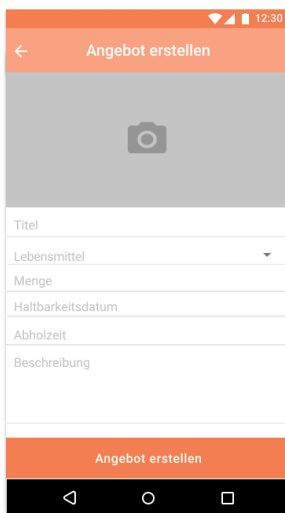 12:30
Angebot erstellen
Titel
Lebensmittel
Menge
Haltbarkeitsdatum
Abholzeit
Beschreibung
Angebot erstellen